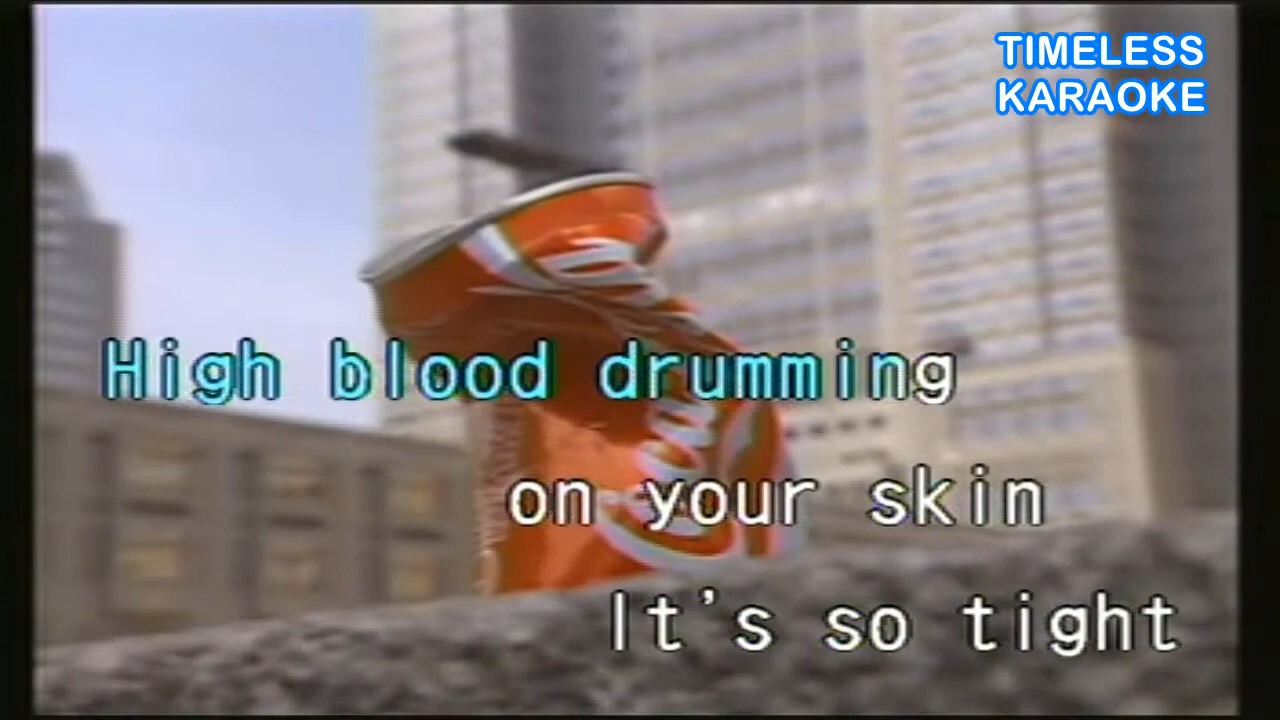 TIMELESS
KARAOKE
High blood drumming
on your skin
It's so tight